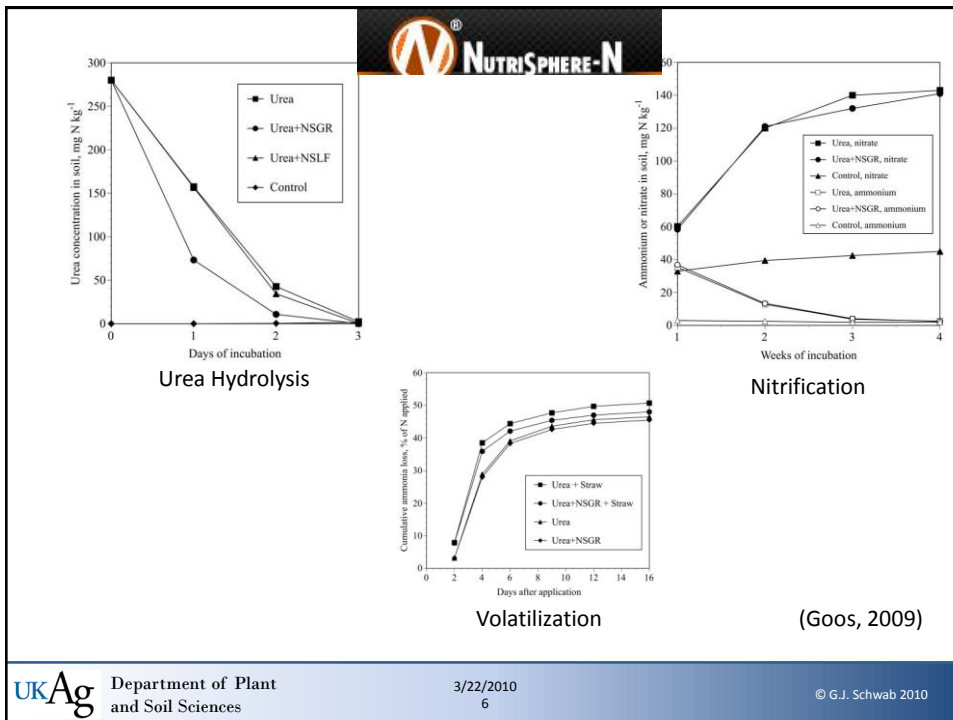 NUTRISPHERE-N
®
300
250
200
150
100
50
0
0
1
2
3
Urea concentration in soil, mg N kg-1
Days of incubation
Urea
Urea+NSGR
Urea+NSLF
Control
Urea Hydrolysis
160
140
120
100
80
60
40
20
0
1
2
3
4
Ammonium or nitrate in soil, mg N kg-1
Weeks of incubation
Urea, nitrate
Urea+NSGR, nitrate
Control, nitrate
Urea, ammonium
Urea+NSGR, ammonium
Control, ammonium
Nitrification
60
50
40
30
20
10
0
0
2
4
6
8
10
12
14
16
Cumulative ammonia loss, % of N applied
Days after application
Urea + Straw
Urea+NSGR + Straw
Urea
Urea+NSGR
Volatilization
(Goos, 2009)
UKAg
Department of Plant
and Soil Sciences
3/22/2010
6
© G.J. Schwab 2010